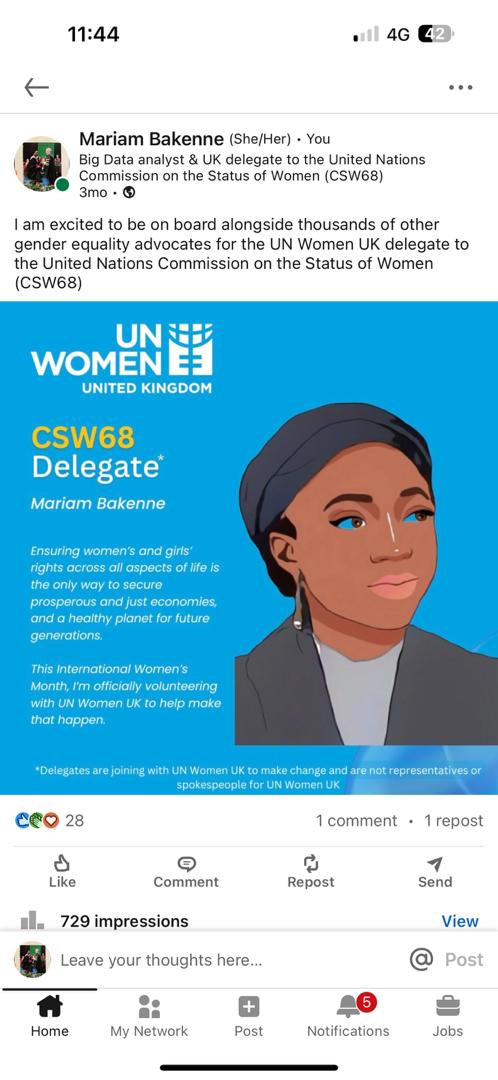 11:44
4G 42
Mariam Bakenne (She/Her) • You
Big Data analyst & UK delegate to the United Nations
Commission on the Status of Women (CSW68)
3mo •
I am excited to be on board alongside thousands of other
gender equality advocates for the UN Women UK delegate to
the United Nations Commission on the Status of Women
(CSW68)
UN
WOMEN
UNITED KINGDOM
CSW68
Delegate*
Mariam Bakenne
Ensuring women's and girls'
rights across all aspects of life is
the only way to secure
prosperous and just economies,
and a healthy planet for future
generations.
This International Women's
Month, I'm officially volunteering
with UN Women UK to help make
that happen.
*Delegates are joining with UN Women UK to make change and are not representatives or
spokespeople for UN Women UK
28 1 comment • 1 repost
Like Comment Repost Send
729 impressions View
Leave your thoughts here... @ Post
5
Home My Network Post Notifications Jobs